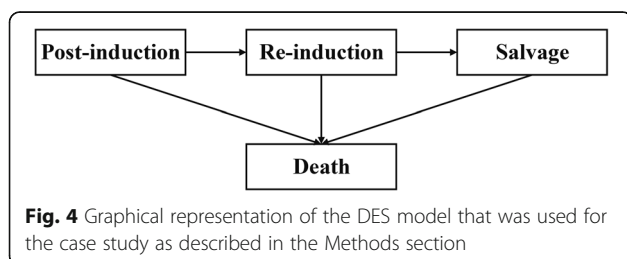 Post-induction Re-induction Salvage
Death
Fig. 4 Graphical representation of the DES model that was used for
the case study as described in the Methods section